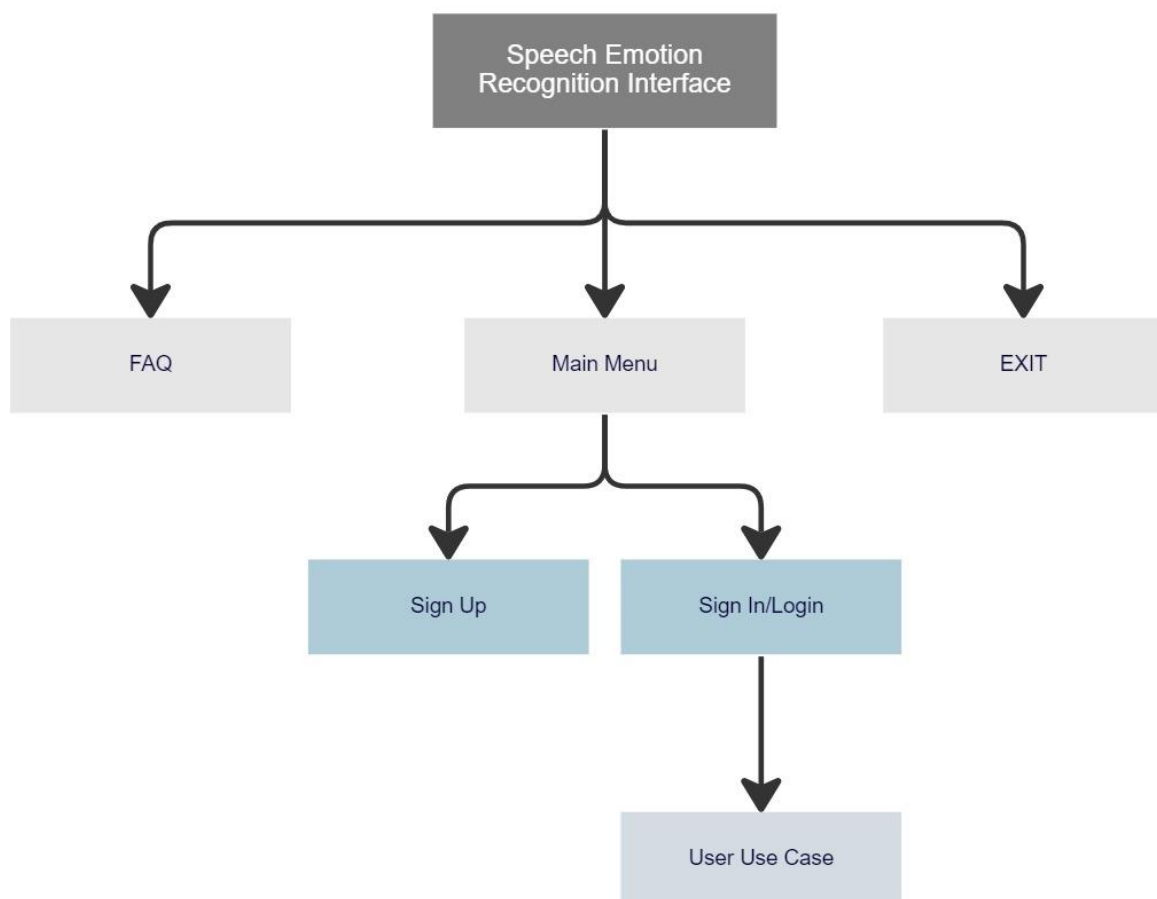 Speech Emotion
Recognition Interface
FAQ
Main Menu
EXIT
Sign Up
Sign In/Login
User Use Case